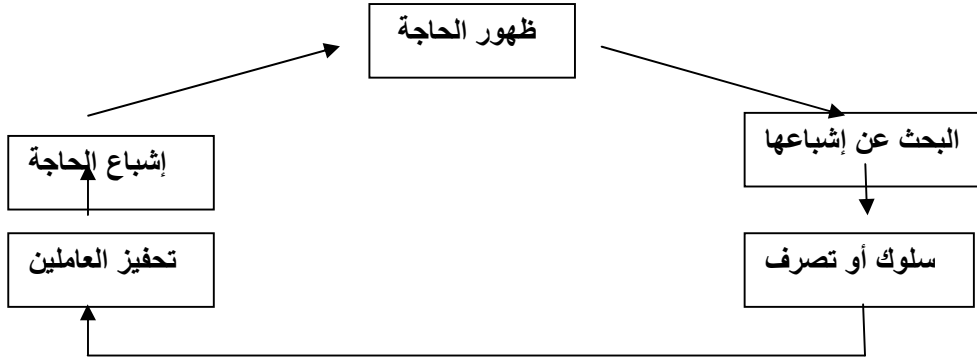 ظهور الحاجة
البحث عن إشباعها
إشباع الحاجة
سلوك أو تصرف
تحفيز العاملين